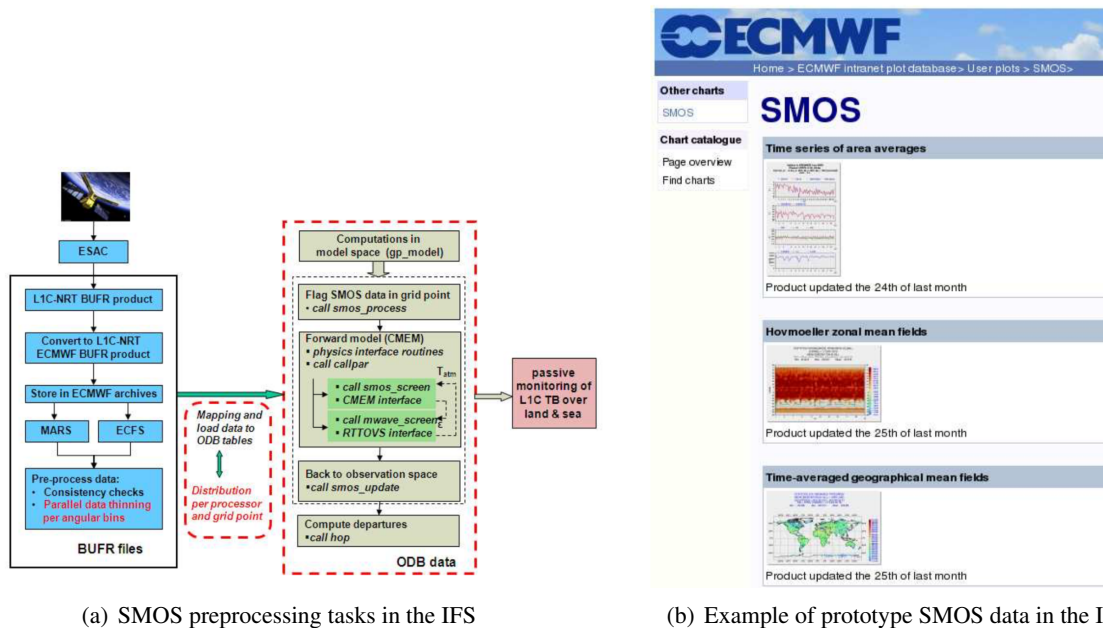 ESAC
L1C-NRT BUFR product
Convert to L1C-NRT
ECMWF BUFR product
Store in ECMWF archives
MARS
ECFS
Pre-process data:
• Consistency checks
• Parallel data thinning
per angular bins
BUFR files
Mapping and
load data to
ODB tables
Distribution
per processor
and grid point
Computations in
model space (gp_model)
Flag SMOS data in grid point
• call smos_process
Forward model (CMEM)
• physics interface routines
• call callpar
Tatm
• call smos_screen
• CMEM interface
ε
• call mwave_screen
• RTTOVS interface
Back to observation space
•call smos_update
Compute departures
•call hop
ODB data
passive
monitoring of
L1C TB over
land & sea
(a) SMOS preprocessing tasks in the IFS
ECMWF
Home > ECMWF intranet plot database > User plots > SMOS>
Other charts
SMOS
Chart catalogue
Page overview
Find charts
SMOS
Time series of area averages
Product updated the 24th of last month
Hovmoeller zonal mean fields
Product updated the 25th of last month
Time-averaged geographical mean fields
Product updated the 25th of last month
(b) Example of prototype SMOS data in the I